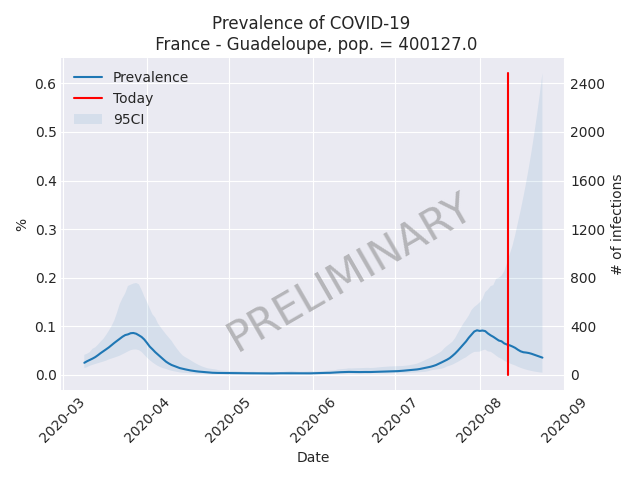 Prevalence of COVID-19
France - Guadeloupe, pop. = 400127.0
Prevalence
Today
95CI
PRELIMINARY
%
0.6
0.5
0.4
0.3
0.2
0.1
0.0
2400
2000
1600
1200
800
400
0
# of infections
2020-03
2020-04
2020-05
2020-06
2020-07
2020-08
2020-09
Date